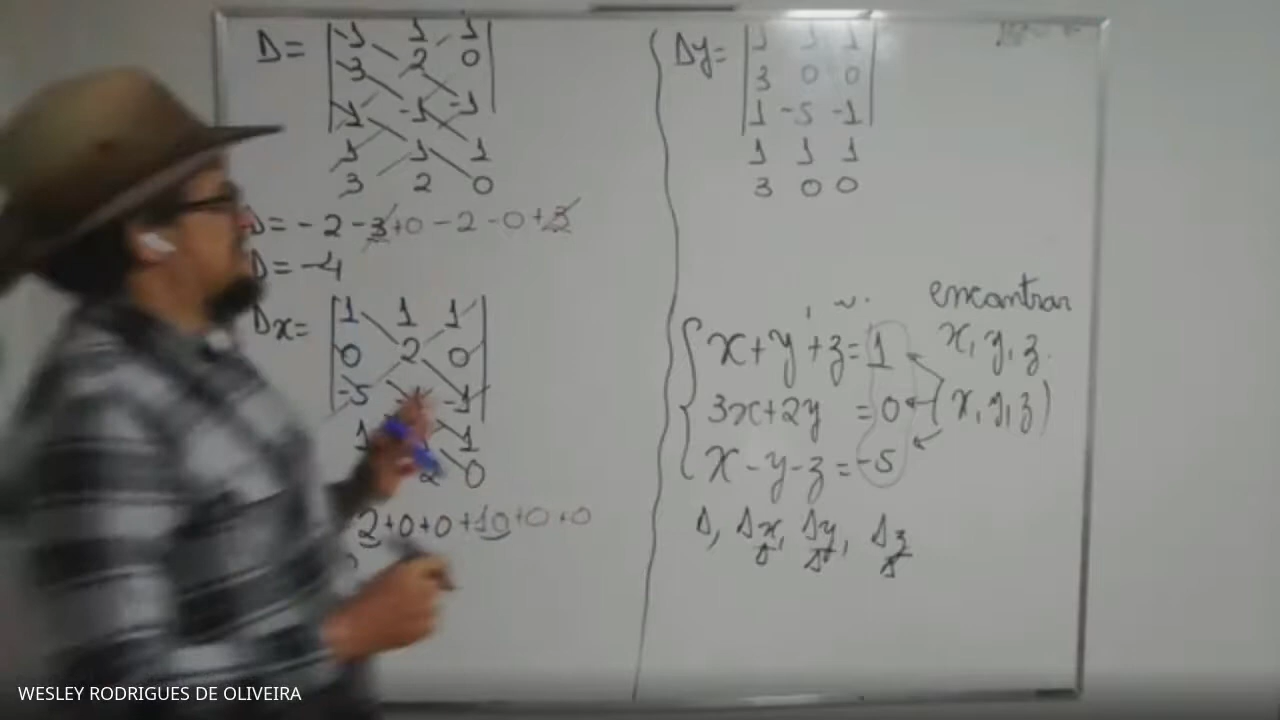 Δ= | 1 1 1 |
3 2 0
1 -1 -1
1 1 1
3 2 0
Δ= -2 -3+0 -2 -0 +3
Δ= -4
Δx= | 1 1 1 |
0 2 0
-5 -1 -1
1 1
2 0
2+0+0+10+0+0
Δy= | 1 1 1 |
3 0 0
1 -5 -1
1 1 1
3 0 0
encontrar
x+y+z=1 x, y, z.
3x+2y =0 (x, y, z)
x-y-z=-5
Δ, Δx/Δ, Δy/Δ, Δz/Δ
WESLEY RODRIGUES DE OLIVEIRA